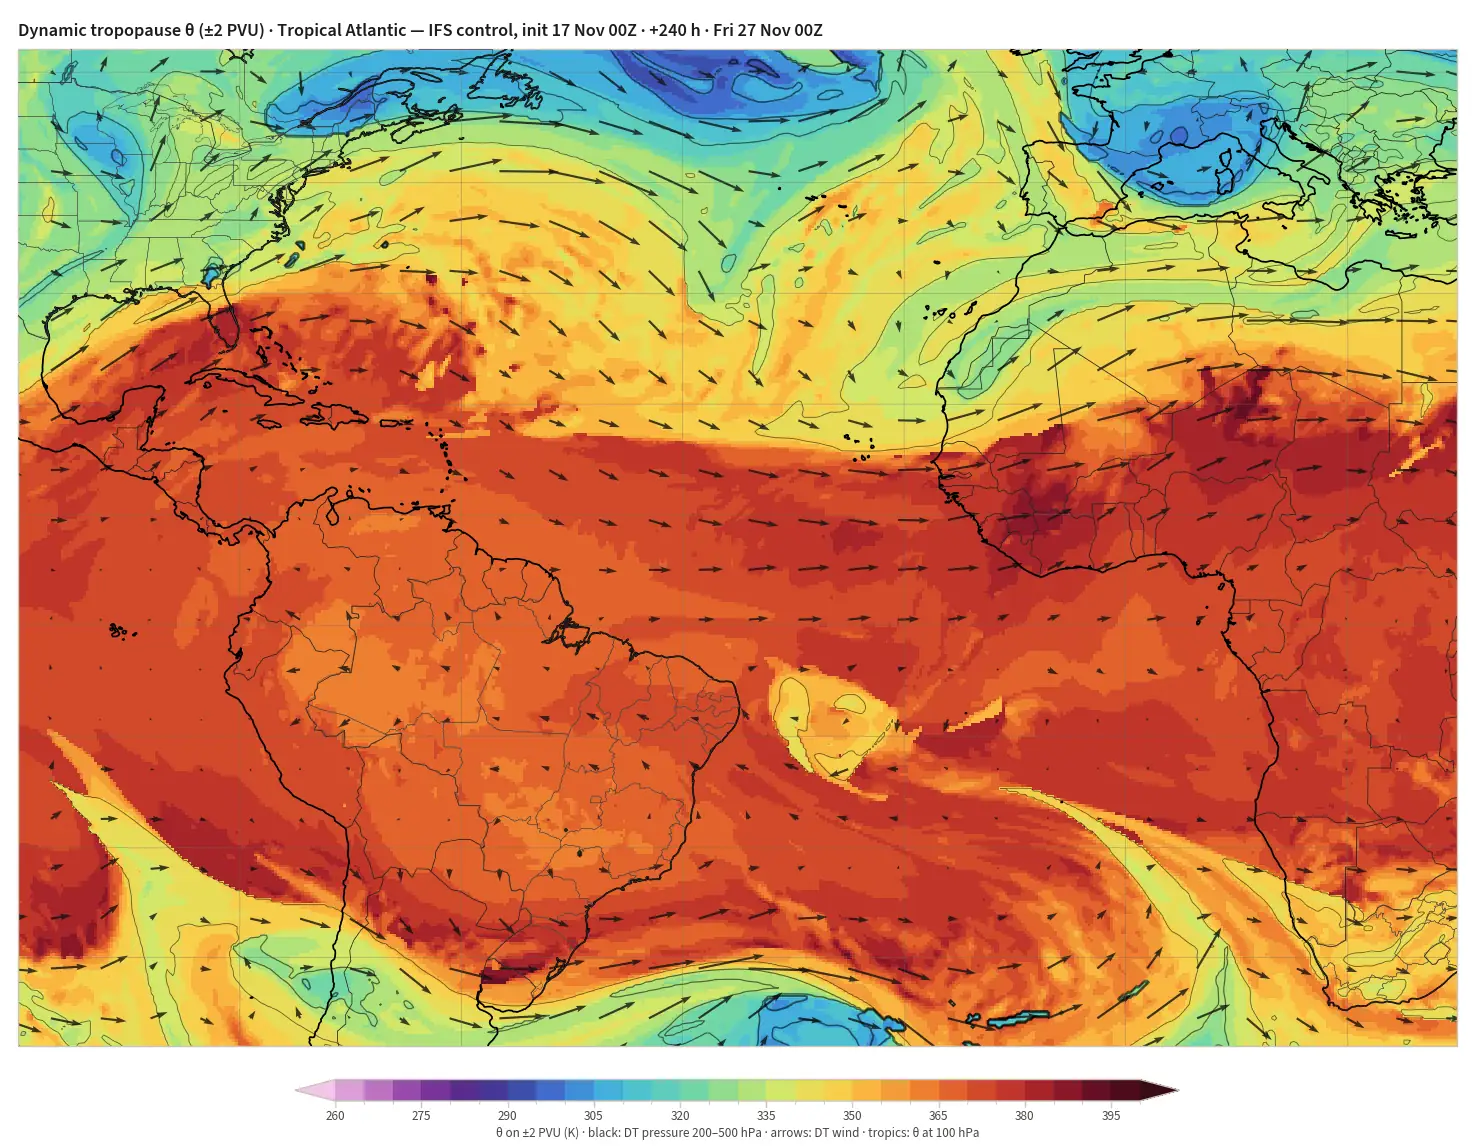 Dynamic tropopause θ (±2 PVU) · Tropical Atlantic — IFS control, init 17 Nov 00Z · +240 h · Fri 27 Nov 00Z
260 275 290 305 320 335 350 365 380 395
θ on ±2 PVU (K) · black: DT pressure 200–500 hPa · arrows: DT wind · tropics: θ at 100 hPa